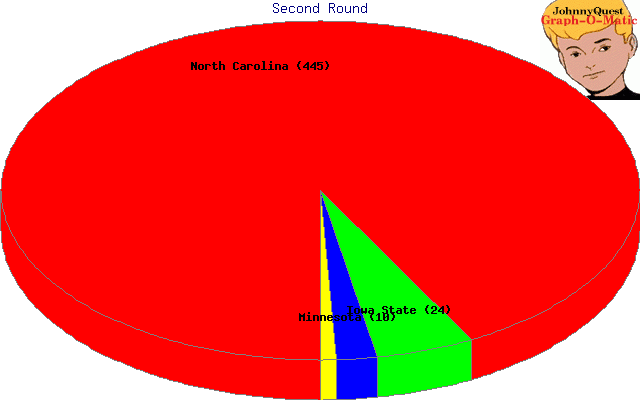 Second Round
JohnnyQuest
Graph-O-Matic
North Carolina (445)
Iowa State (24)
Minnesota (10)